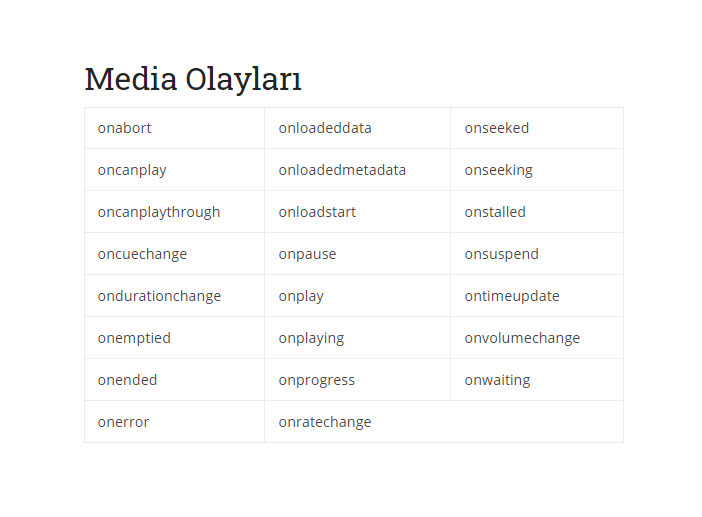 Media Olayları
onabort onloadeddata onseeked
oncanplay onloadedmetadata onseeking
oncanplaythrough onloadstart onstalled
oncuechange onpause onsuspend
ondurationchange onplay ontimeupdate
onemptied onplaying onvolumechange
onended onprogress onwaiting
onerror onratechange